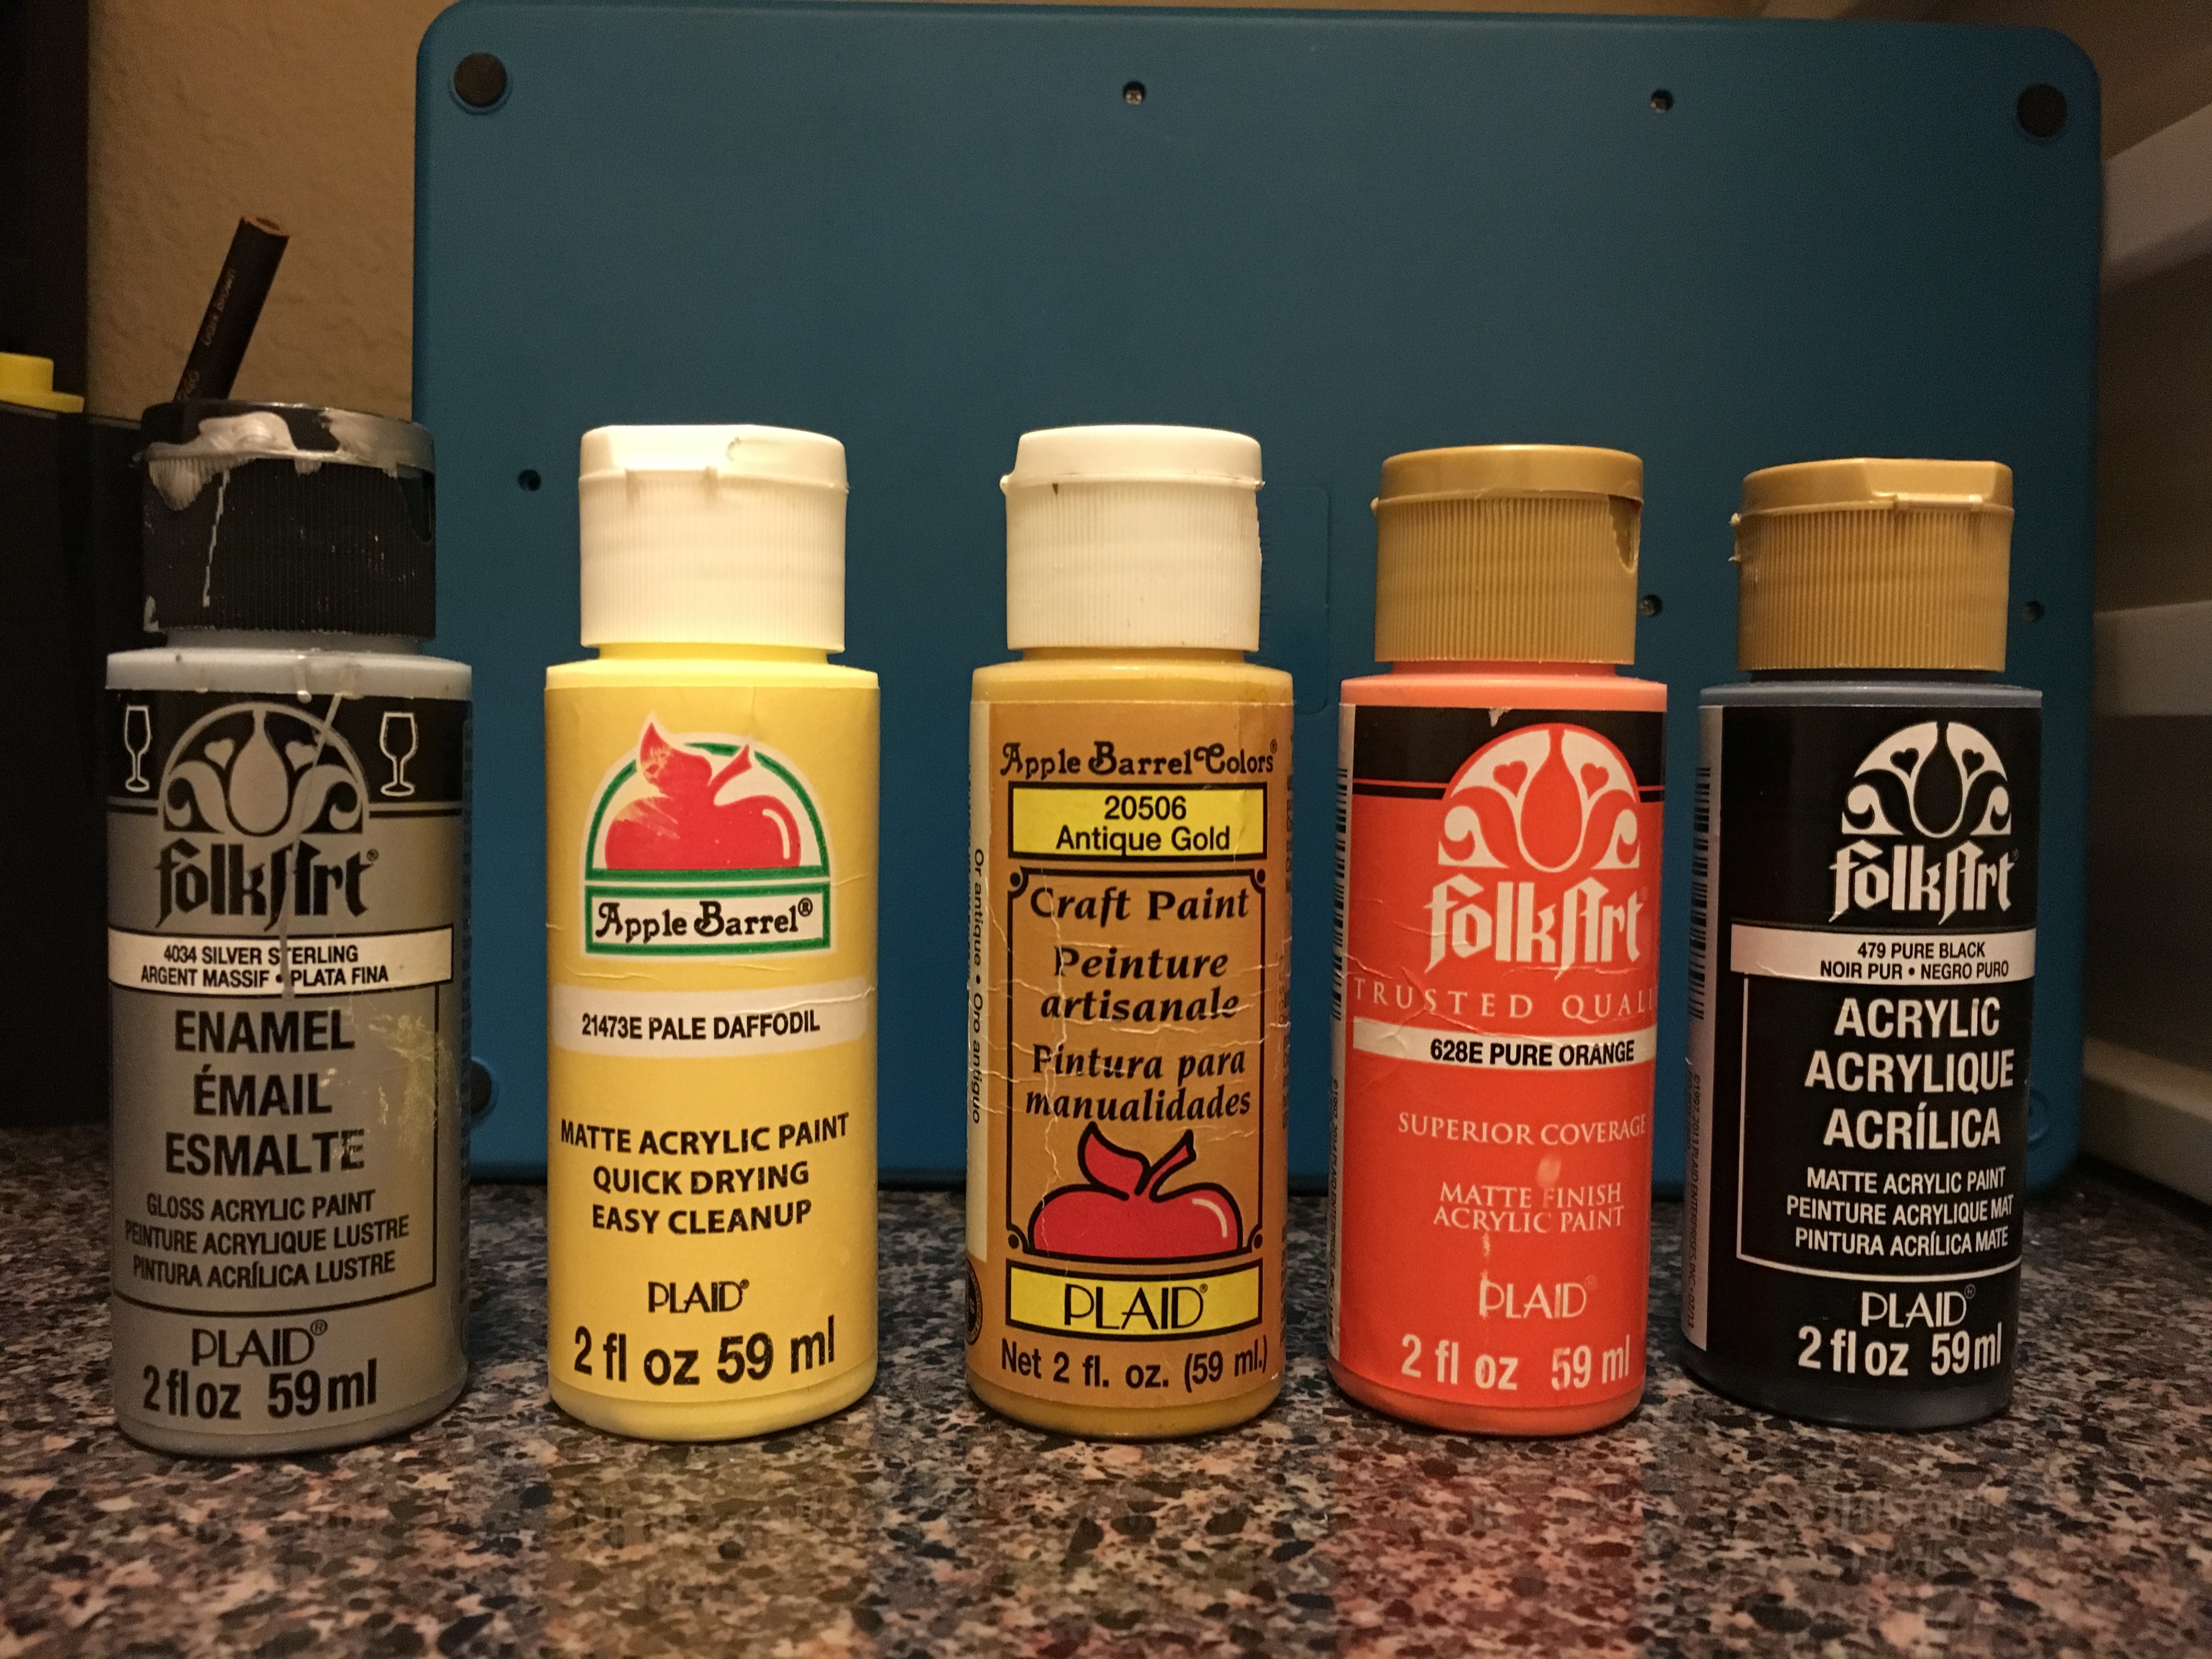 folkArt®
4034 SILVER STERLING
ARGENT MASSIF • PLATA FINA
ENAMEL
ÉMAIL
ESMALTE
GLOSS ACRYLIC PAINT
PEINTURE ACRYLIQUE LUSTRE
PINTURA ACRÍLICA LUSTRE
PLAID®
2 fl oz 59 ml
Apple Barrel®
21473E PALE DAFFODIL
MATTE ACRYLIC PAINT
QUICK DRYING
EASY CLEANUP
PLAID®
2 fl oz 59 ml
Or antique • Oro antiguo
Apple Barrel Colors®
20506
Antique Gold
Craft Paint
Peinture
artisanale
Pintura para
manualidades
PLAID®
Net 2 fl. oz. (59 ml.)
folkArt
TRUSTED QUALI
628E PURE ORANGE
SUPERIOR COVERAGE
MATTE FINISH
ACRYLIC PAINT
PLAID
2 fl oz 59 ml
folkArt
479 PURE BLACK
NOIR PUR • NEGRO PURO
ACRYLIC
ACRYLIQUE
ACRÍLICA
MATTE ACRYLIC PAINT
PEINTURE ACRYLIQUE MAT
PINTURA ACRÍLICA MATE
PLAID®
2 fl oz 59 ml